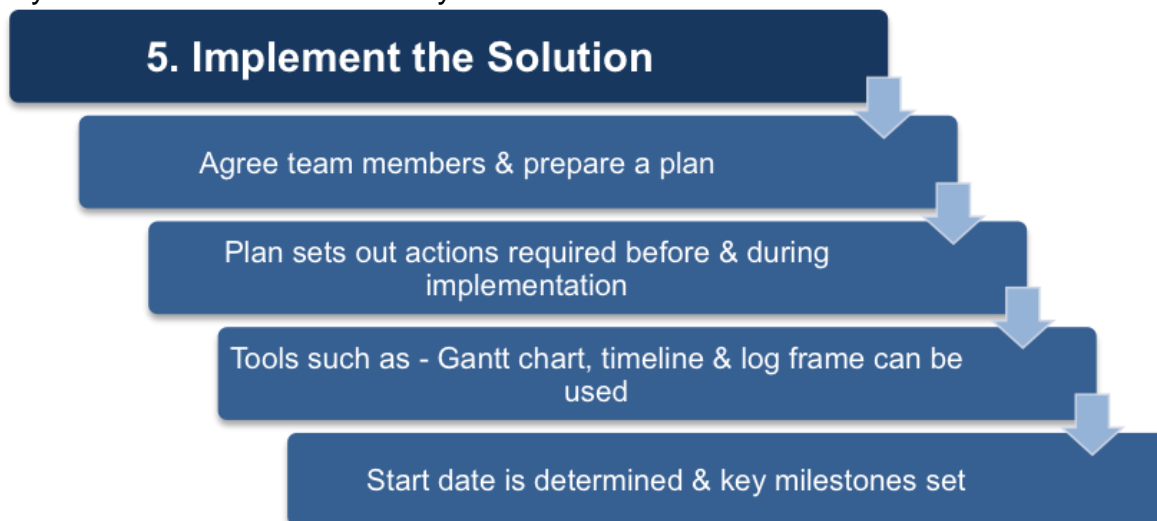 5. Implement the Solution
Agree team members & prepare a plan
Plan sets out actions required before & during
implementation
Tools such as - Gantt chart, timeline & log frame can be
used
Start date is determined & key milestones set